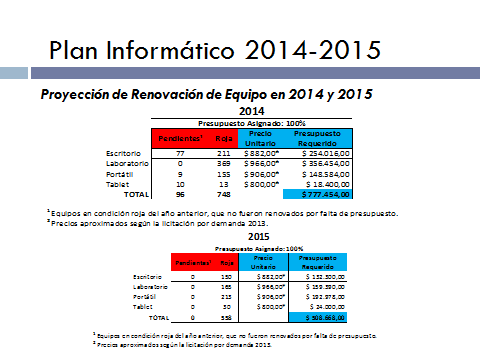 Plan Informático 2014-2015
Proyección de Renovación de Equipo en 2014 y 2015
2014
Presupuesto Asignado: 100%
Pendientes¹ Roja Precio Unitario Presupuesto Requerido
Escritorio 77 211 $ 882,00² $ 254.016,00
Laboratorio 0 369 $ 966,00² $ 356.454,00
Portátil 9 155 $ 906,00² $ 148.584,00
Tablet 10 13 $ 800,00² $ 18.400,00
TOTAL 96 748 $ 777.454,00
¹ Equipos en condición roja del año anterior, que no fueron renovados por falta de presupuesto.
² Precios aproximados según la licitación por demanda 2013.
2015
Presupuesto Asignado: 100%
Pendientes¹ Roja Precio Unitario Presupuesto Requerido
Escritorio 0 150 $ 882,00² $ 132.300,00
Laboratorio 0 165 $ 966,00² $ 159.390,00
Portátil 0 213 $ 906,00² $ 192.978,00
Tablet 0 30 $ 800,00² $ 24.000,00
TOTAL 0 558 $ 508.668,00
¹ Equipos en condición roja del año anterior, que no fueron renovados por falta de presupuesto.
² Precios aproximados según la licitación por demanda 2013.